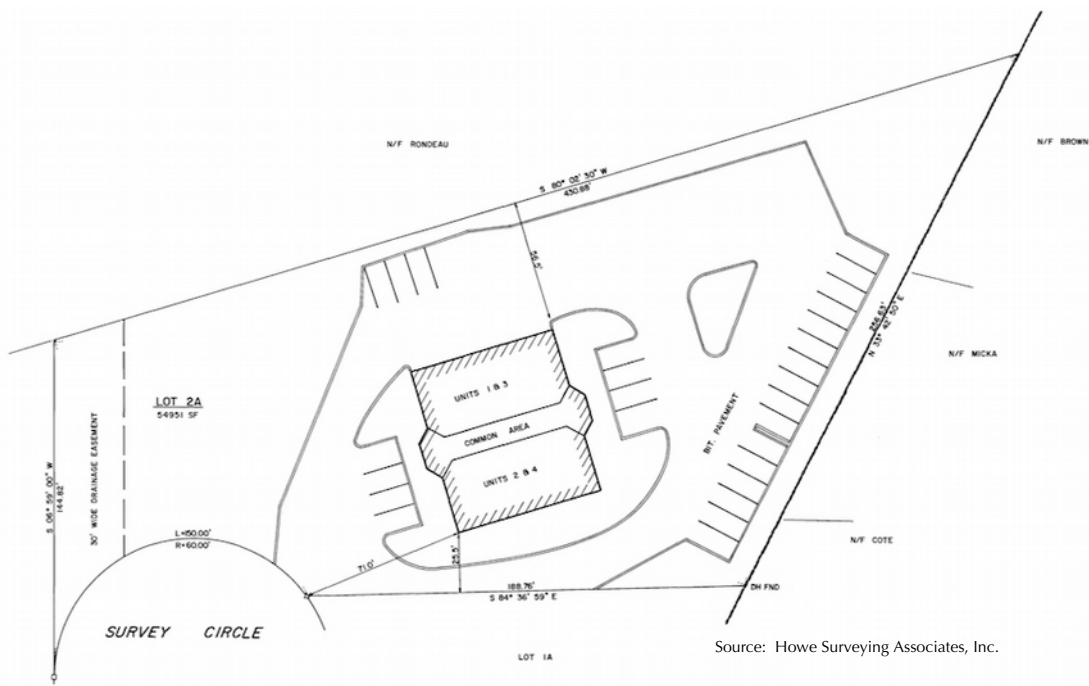 N/F RONDEAU
N/F BROWN
S 80° 02' 30" W
430.88'
56.5'
256.63'
N 33° 42' 50" E
N/F MICKA
LOT 2A
54951 SF
UNITS 1 & 3
COMMON AREA
UNITS 2 & 4
BIT. PAVEMENT
S 06° 59' 00" W
144.82'
30' WIDE DRAINAGE EASEMENT
L=150.00'
R=60.00'
N/F COTE
71.0'
25.5'
188.76'
S 84° 36' 59" E
DH FND
SURVEY CIRCLE
LOT 1A
Source: Howe Surveying Associates, Inc.